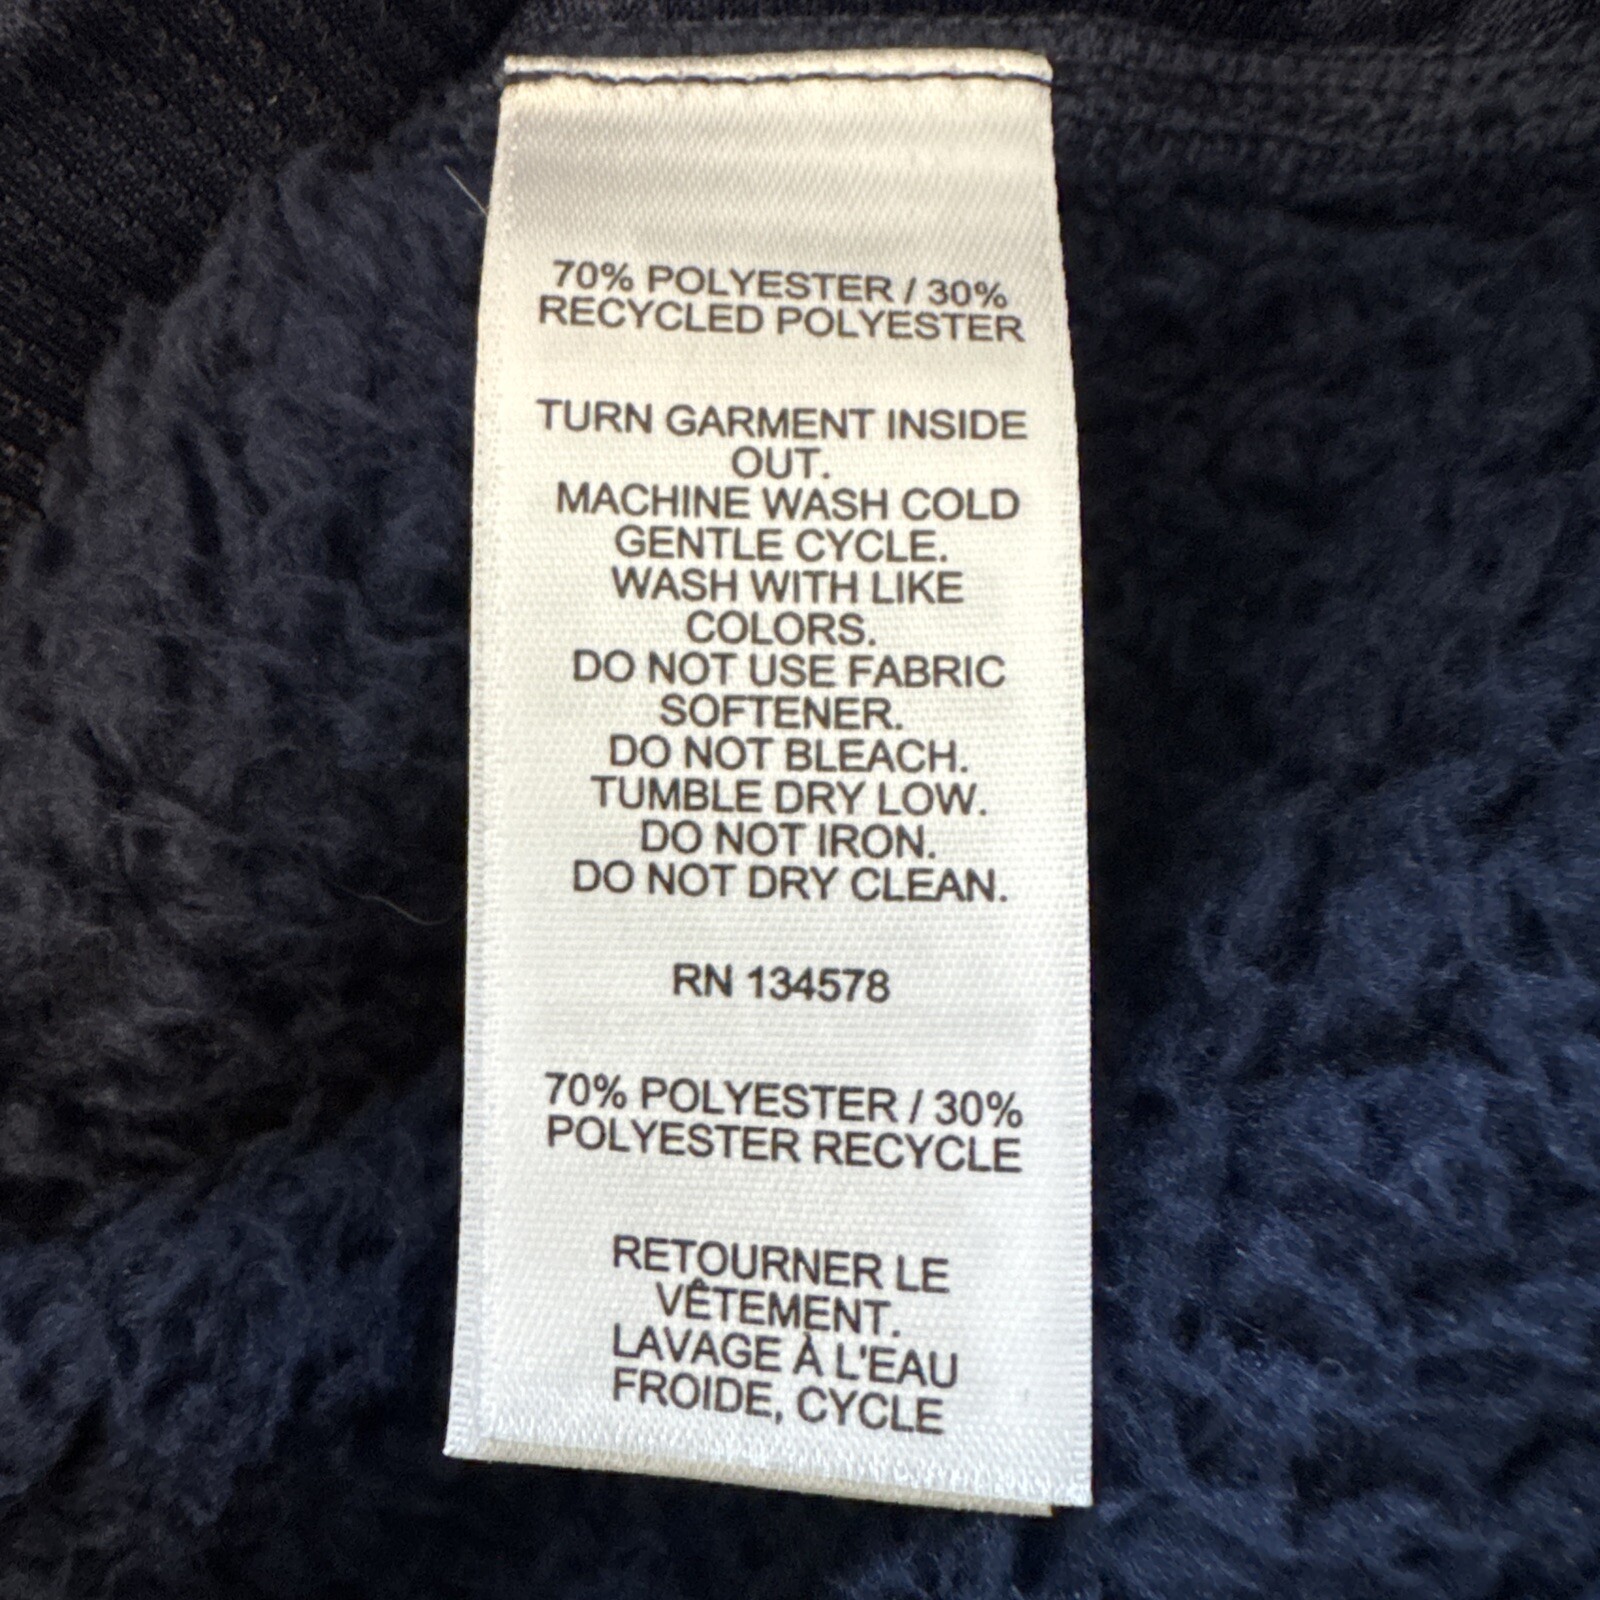 70% POLYESTER / 30%
RECYCLED POLYESTER
TURN GARMENT INSIDE
OUT.
MACHINE WASH COLD
GENTLE CYCLE.
WASH WITH LIKE
COLORS.
DO NOT USE FABRIC
SOFTENER.
DO NOT BLEACH.
TUMBLE DRY LOW.
DO NOT IRON.
DO NOT DRY CLEAN.
RN 134578
70% POLYESTER / 30%
POLYESTER RECYCLE
RETOURNER LE
VÊTEMENT.
LAVAGE À L'EAU
FROIDE, CYCLE